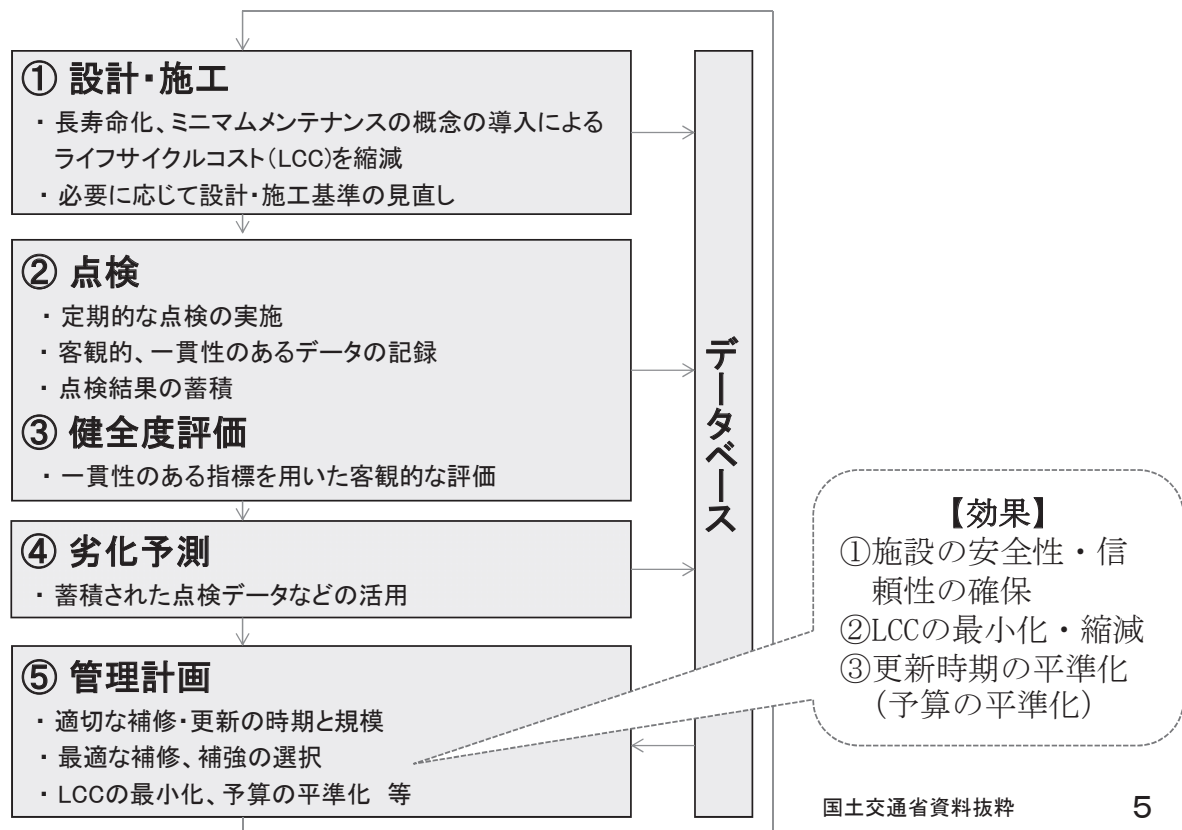 ① 設計・施工
・ 長寿命化、ミニマムメンテナンスの概念の導入による
ライフサイクルコスト（LCC)を縮減
・ 必要に応じて設計・施工基準の見直し
② 点検
・ 定期的な点検の実施
・ 客観的、一貫性のあるデータの記録
・ 点検結果の蓄積
③ 健全度評価
・ 一貫性のある指標を用いた客観的な評価
④ 劣化予測
・ 蓄積された点検データなどの活用
⑤ 管理計画
・ 適切な補修・更新の時期と規模
・ 最適な補修、補強の選択
・ LCCの最小化、予算の平準化 等
データベース
【効果】
①施設の安全性・信
頼性の確保
②LCCの最小化・縮減
③更新時期の平準化
（予算の平準化）
国土交通省資料抜粋
5